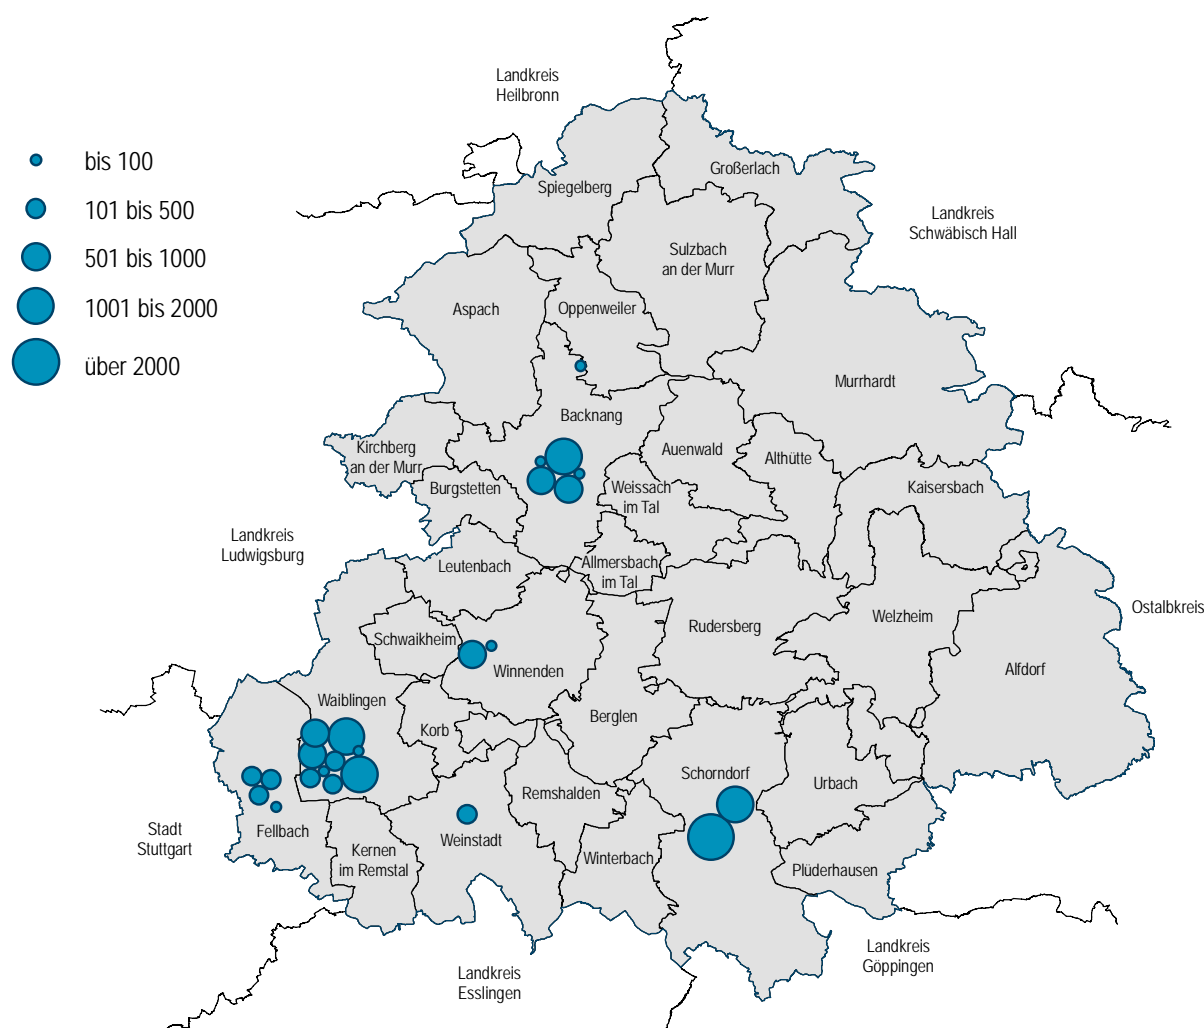 bis 100
101 bis 500
501 bis 1000
1001 bis 2000
über 2000
Landkreis
Heilbronn
Großerlach
Spiegelberg
Landkreis
Schwäbisch Hall
Sulzbach
an der Murr
Aspach
Oppenweiler
Murrhardt
Backnang
Kirchberg
an der Murr
Auenwald
Althütte
Burgstetten
Weissach
im Tal
Kaisersbach
Landkreis
Ludwigsburg
Leutenbach
Allmersbach
im Tal
Ostalbkreis
Schwaikheim
Rudersberg
Welzheim
Winnenden
Alfdorf
Waiblingen
Korb
Berglen
Schorndorf
Urbach
Remshalden
Stadt
Stuttgart
Fellbach
Weinstadt
Kernen
im Remstal
Winterbach
Plüderhausen
Landkreis
Göppingen
Landkreis
Esslingen